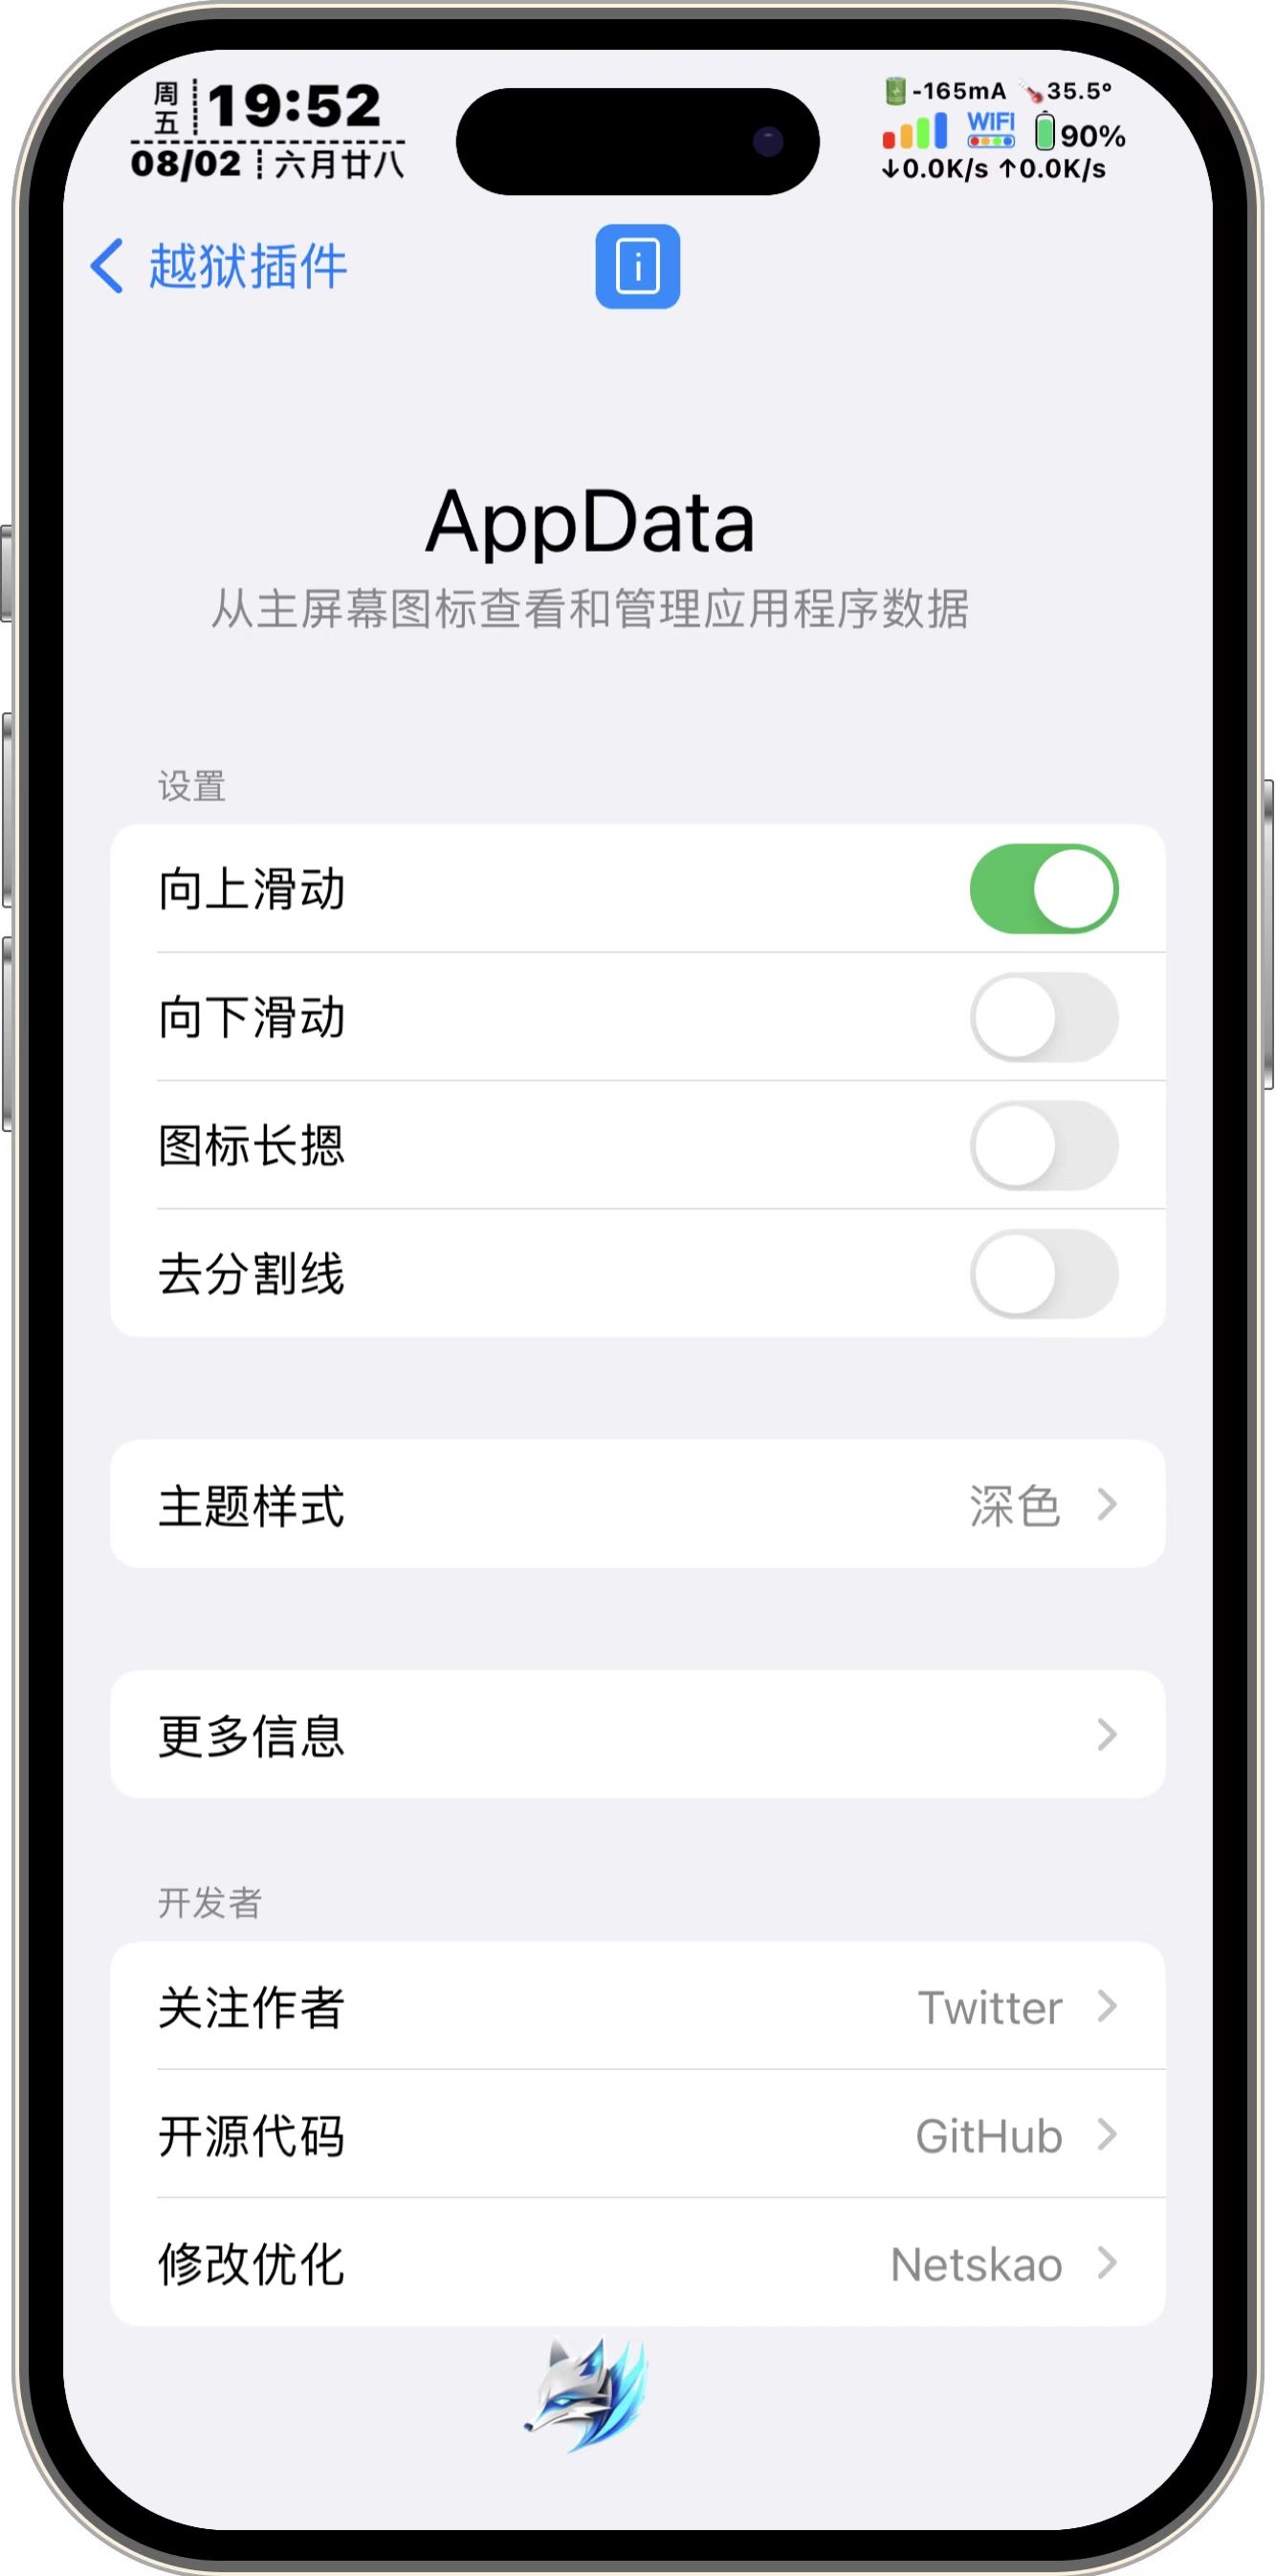 周五 19:52
08/02 六月廿八
-165mA 35.5°
WIFI 90%
↓0.0K/s ↑0.0K/s
越狱插件
AppData
从主屏幕图标查看和管理应用程序数据
设置
向上滑动
向下滑动
图标长摁
去分割线
主题样式 深色
更多信息
开发者
关注作者 Twitter
开源代码 GitHub
修改优化 Netskao